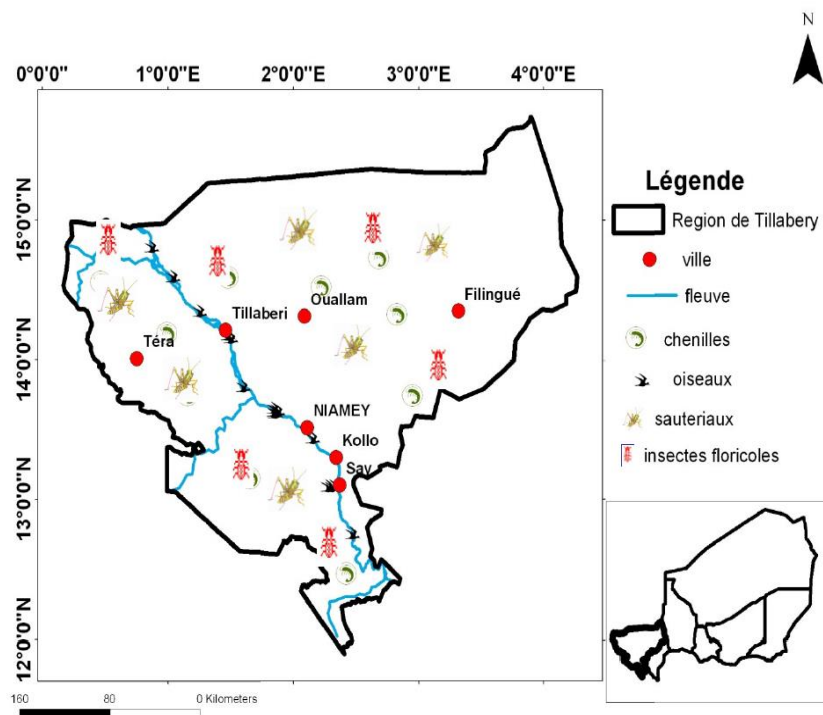 N
0°0'0" 1°0'0"E 2°0'0"E 3°0'0"E 4°0'0"E
15°0'0"N
14°0'0"N
13°0'0"N
12°0'0"N
Tillaberi
Ouallam
Filingué
Téra
NIAMEY
Kollo
Say
160 80 0 Kilometers
Légende
Region de Tillabery
ville
fleuve
chenilles
oiseaux
sauteriaux
insectes floricoles